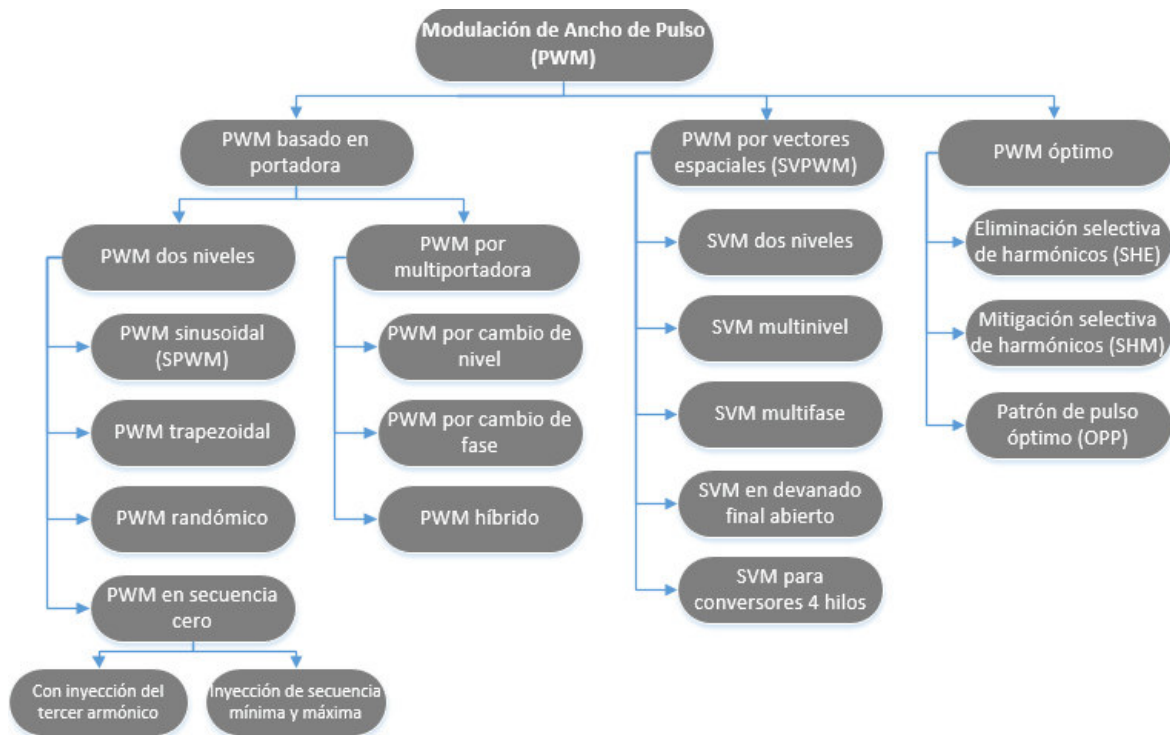 Modulación de Ancho de Pulso
(PWM)
PWM basado en
portadora
PWM dos niveles
PWM sinusoidal
(SPWM)
PWM trapezoidal
PWM randómico
PWM en secuencia
cero
Con inyección del
tercer armónico
Inyección de secuencia
mínima y máxima
PWM por
multiportadora
PWM por cambio de
nivel
PWM por cambio de
fase
PWM híbrido
PWM por vectores
espaciales (SVPWM)
SVM dos niveles
SVM multinivel
SVM multifase
SVM en devanado
final abierto
SVM para
conversores 4 hilos
PWM óptimo
Eliminación selectiva
de harmónicos (SHE)
Mitigación selectiva
de harmónicos (SHM)
Patrón de pulso
óptimo (OPP)